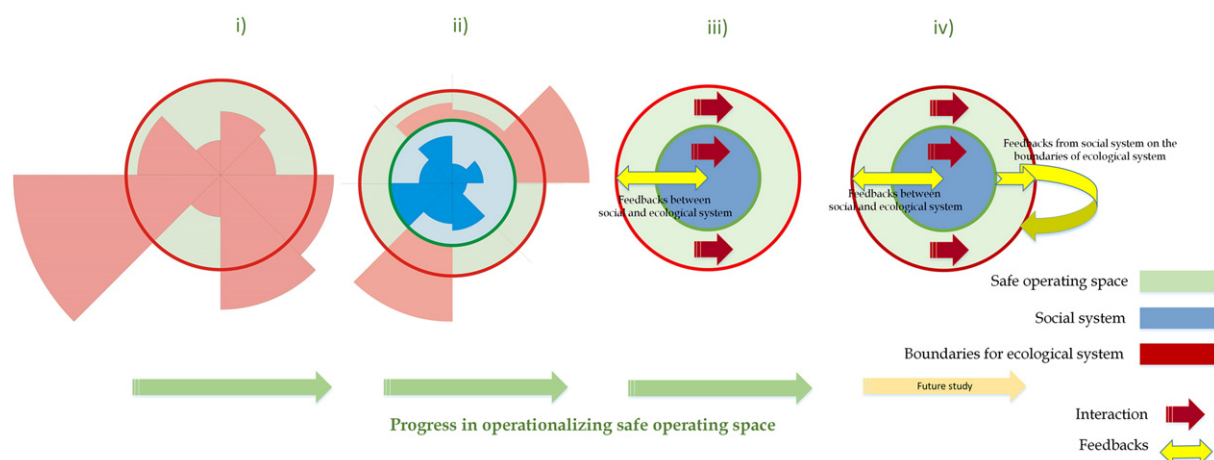 i)
ii)
iii)
iv)
Feedbacks between
social and ecological system
Feedbacks between
social and ecological system
Feedbacks from social system on the
boundaries of ecological system
Safe operating space
Social system
Boundaries for ecological system
Future study
Progress in operationalizing safe operating space
Interaction
Feedbacks